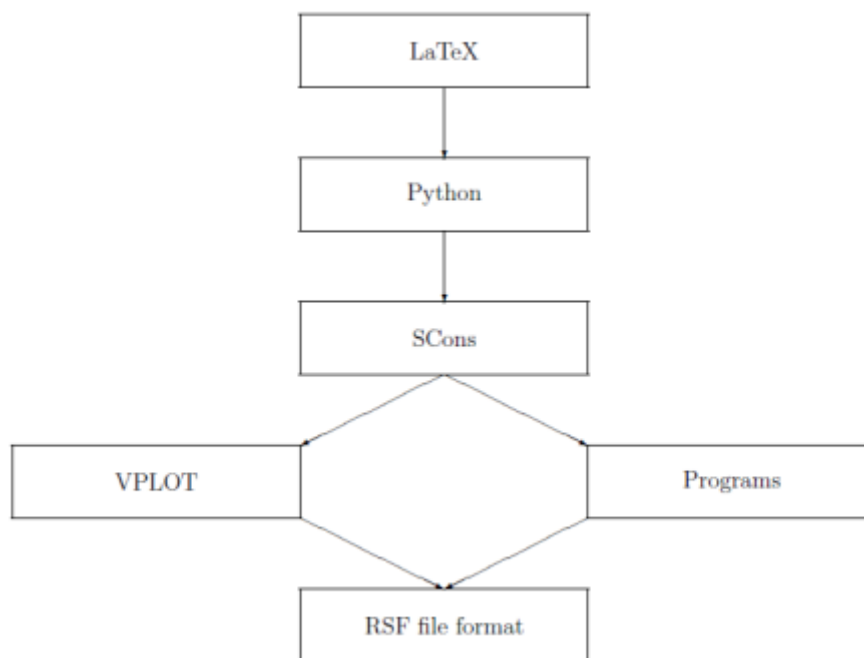 LaTeX
Python
SCons
VPLOT
Programs
RSF file format